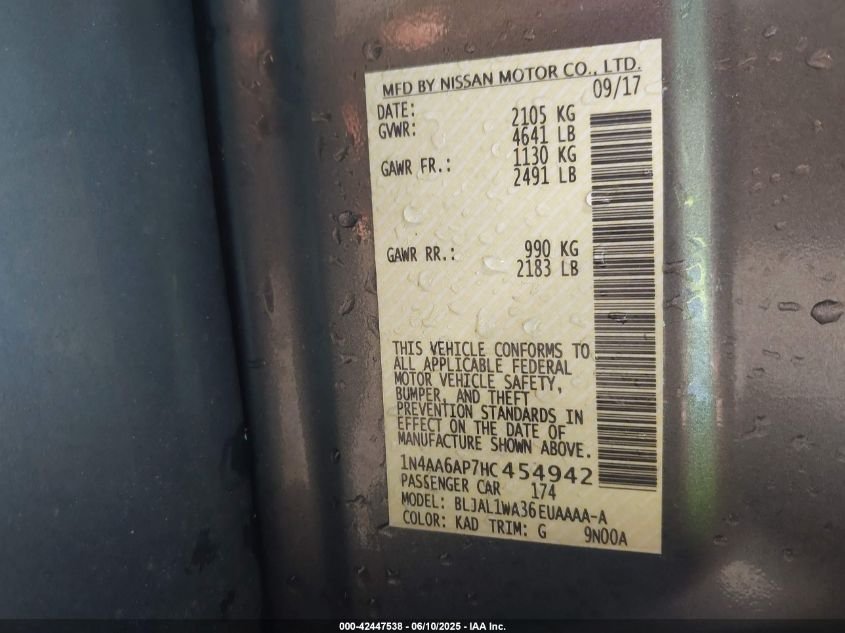 MFD BY NISSAN MOTOR CO., LTD.
DATE: 09/17
GVWR: 2105 KG
4641 LB
GAWR FR.: 1130 KG
2491 LB
GAWR RR.: 990 KG
2183 LB
THIS VEHICLE CONFORMS TO
ALL APPLICABLE FEDERAL
MOTOR VEHICLE SAFETY,
BUMPER, AND THEFT
PREVENTION STANDARDS IN
EFFECT ON THE DATE OF
MANUFACTURE SHOWN ABOVE.
1N4AA6AP7HC454942
PASSENGER CAR 174
MODEL: BLJAL1WA36EUAAAA-A
COLOR: KAD TRIM: G 9N00A
000-42447538 - 06/10/2025 - IAA Inc.